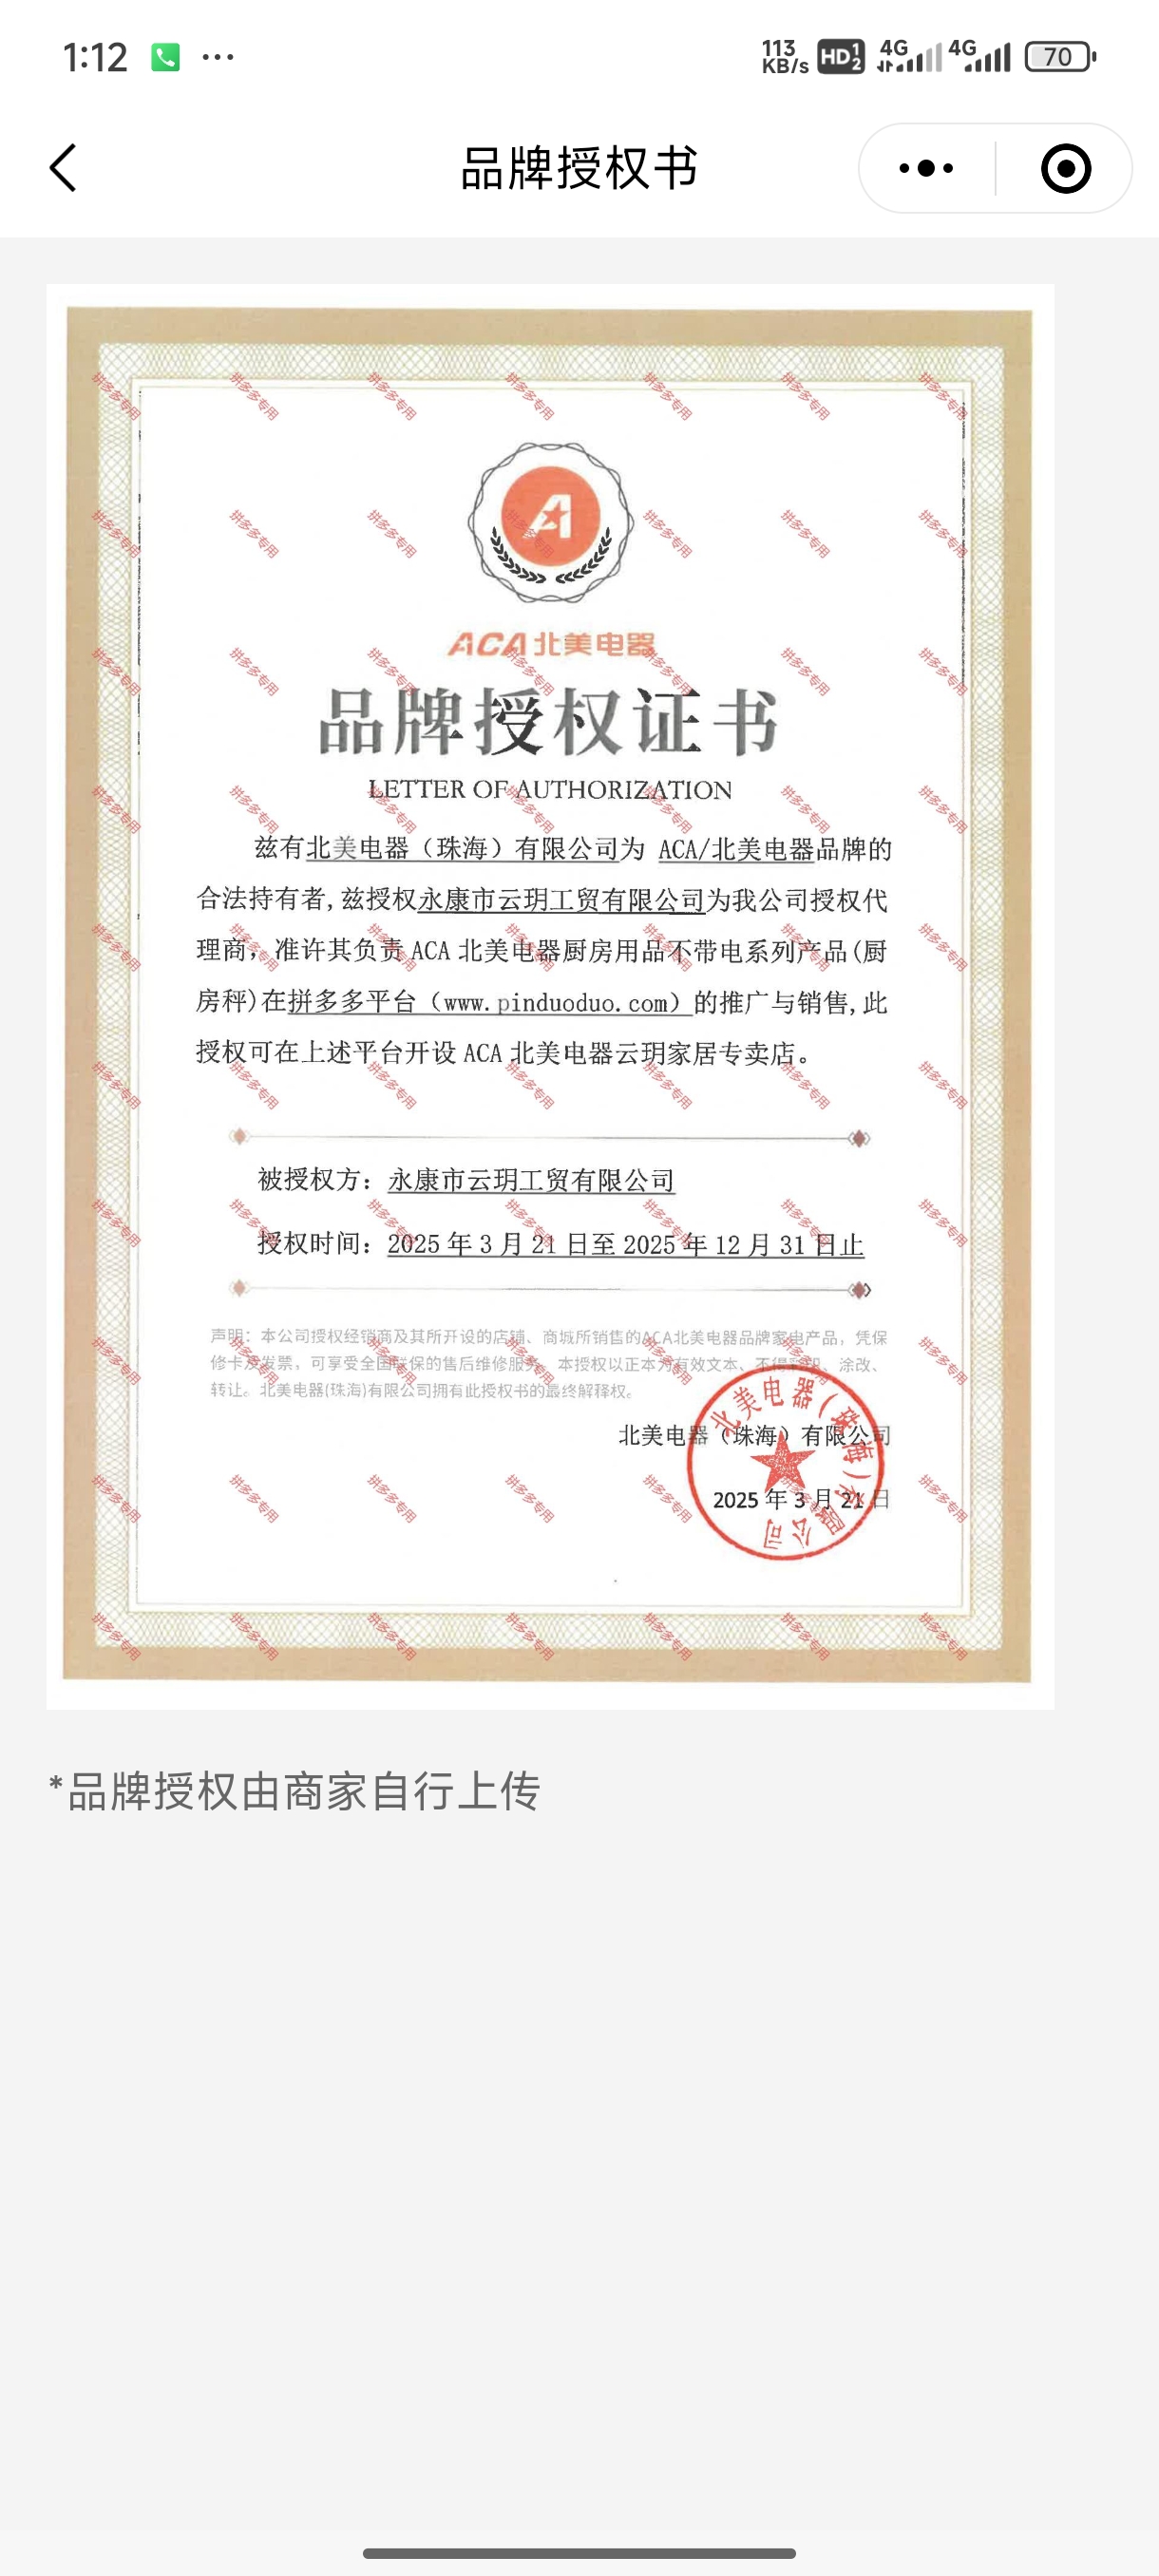 1:12
113 KB/s HD 1 2 4G 4G 70
品牌授权书
ACA北美电器
品牌授权证书
LETTER OF AUTHORIZATION
兹有北美电器（珠海）有限公司为 ACA/北美电器品牌的
合法持有者,兹授权永康市云玥工贸有限公司为我公司授权代
理商，准许其负责 ACA 北美电器厨房用品不带电系列产品(厨
房秤)在拼多多平台（www.pinduoduo.com）的推广与销售,此
授权可在上述平台开设 ACA 北美电器云玥家居专卖店。
被授权方：永康市云玥工贸有限公司
授权时间：2025 年 3 月 21 日至 2025 年 12 月 31 日止
声明：本公司授权经销商及其所开设的店铺、商城所销售的ACA北美电器品牌家电产品，凭保
修卡及发票，可享受全国联保的售后维修服务。本授权以正本为有效文本、不得彩印、涂改、
转让。北美电器(珠海)有限公司拥有此授权书的最终解释权。
北美电器（珠海）有限公司
2025 年 3 月 21 日
北美电器(珠海)有限公司
拼多多专用
*品牌授权由商家自行上传